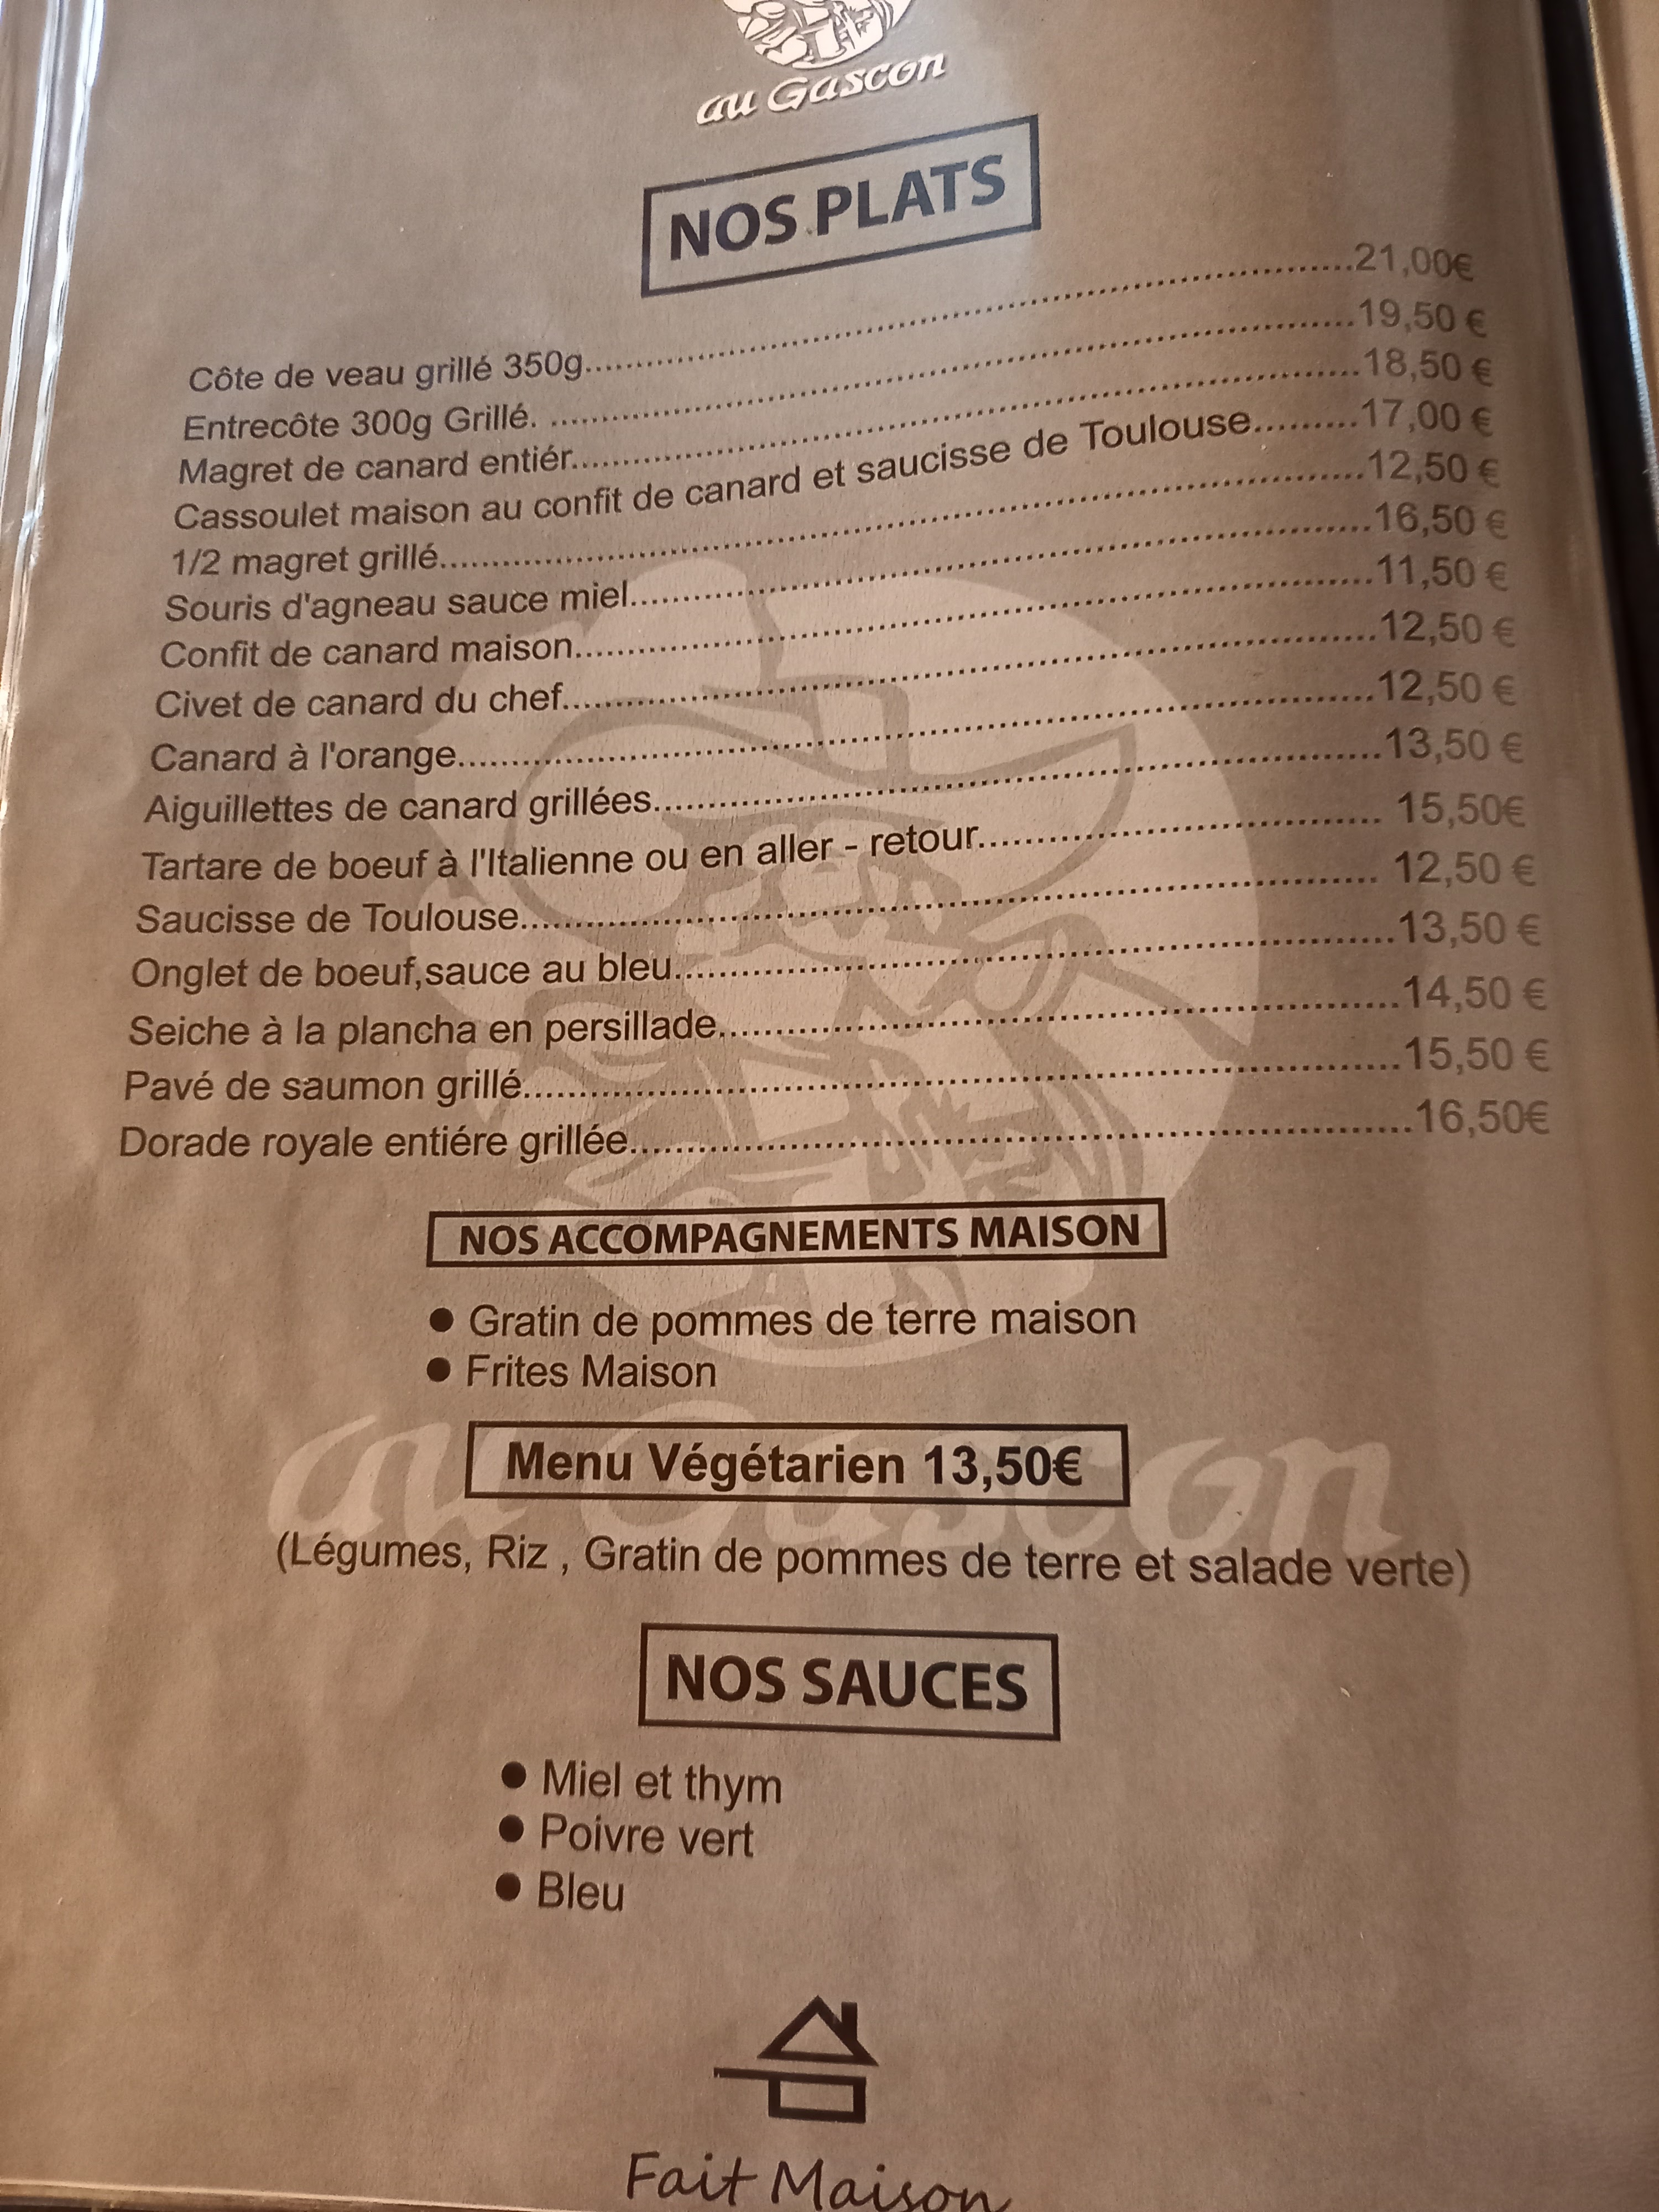 au Gascon
NOS PLATS
Côte de veau grillé 350g..........21,00€
Entrecôte 300g Grillé. ..........19,50 €
Magret de canard entiér..........18,50 €
Cassoulet maison au confit de canard et saucisse de Toulouse..........17,00 €
1/2 magret grillé..........12,50 €
Souris d'agneau sauce miel..........16,50 €
Confit de canard maison..........11,50 €
Civet de canard du chef..........12,50 €
Canard à l'orange..........12,50 €
Aiguillettes de canard grillées..........13,50 €
Tartare de boeuf à l'Italienne ou en aller - retour.......... 15,50€
Saucisse de Toulouse.......... 12,50 €
Onglet de boeuf,sauce au bleu..........13,50 €
Seiche à la plancha en persillade..........14,50 €
Pavé de saumon grillé..........15,50 €
Dorade royale entiére grillée..........16,50€
NOS ACCOMPAGNEMENTS MAISON
● Gratin de pommes de terre maison
● Frites Maison
au Gascon
Menu Végétarien 13,50€
(Légumes, Riz , Gratin de pommes de terre et salade verte)
NOS SAUCES
● Miel et thym
● Poivre vert
● Bleu
Fait Maison